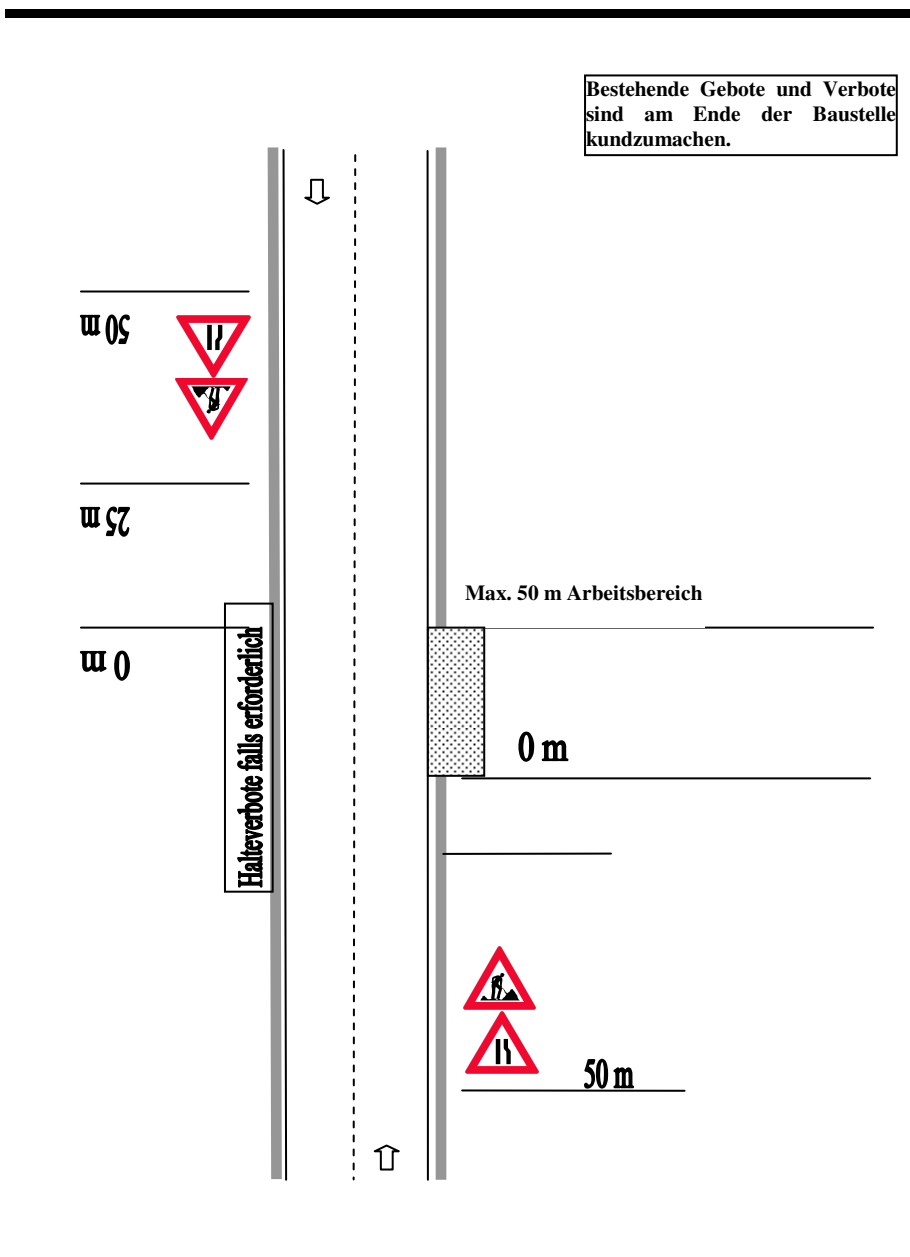 Bestehende Gebote und Verbote
sind am Ende der Baustelle
kundzumachen.
50 m
25 m
0 m
Halteverbote falls erforderlich
Max. 50 m Arbeitsbereich
0 m
50 m